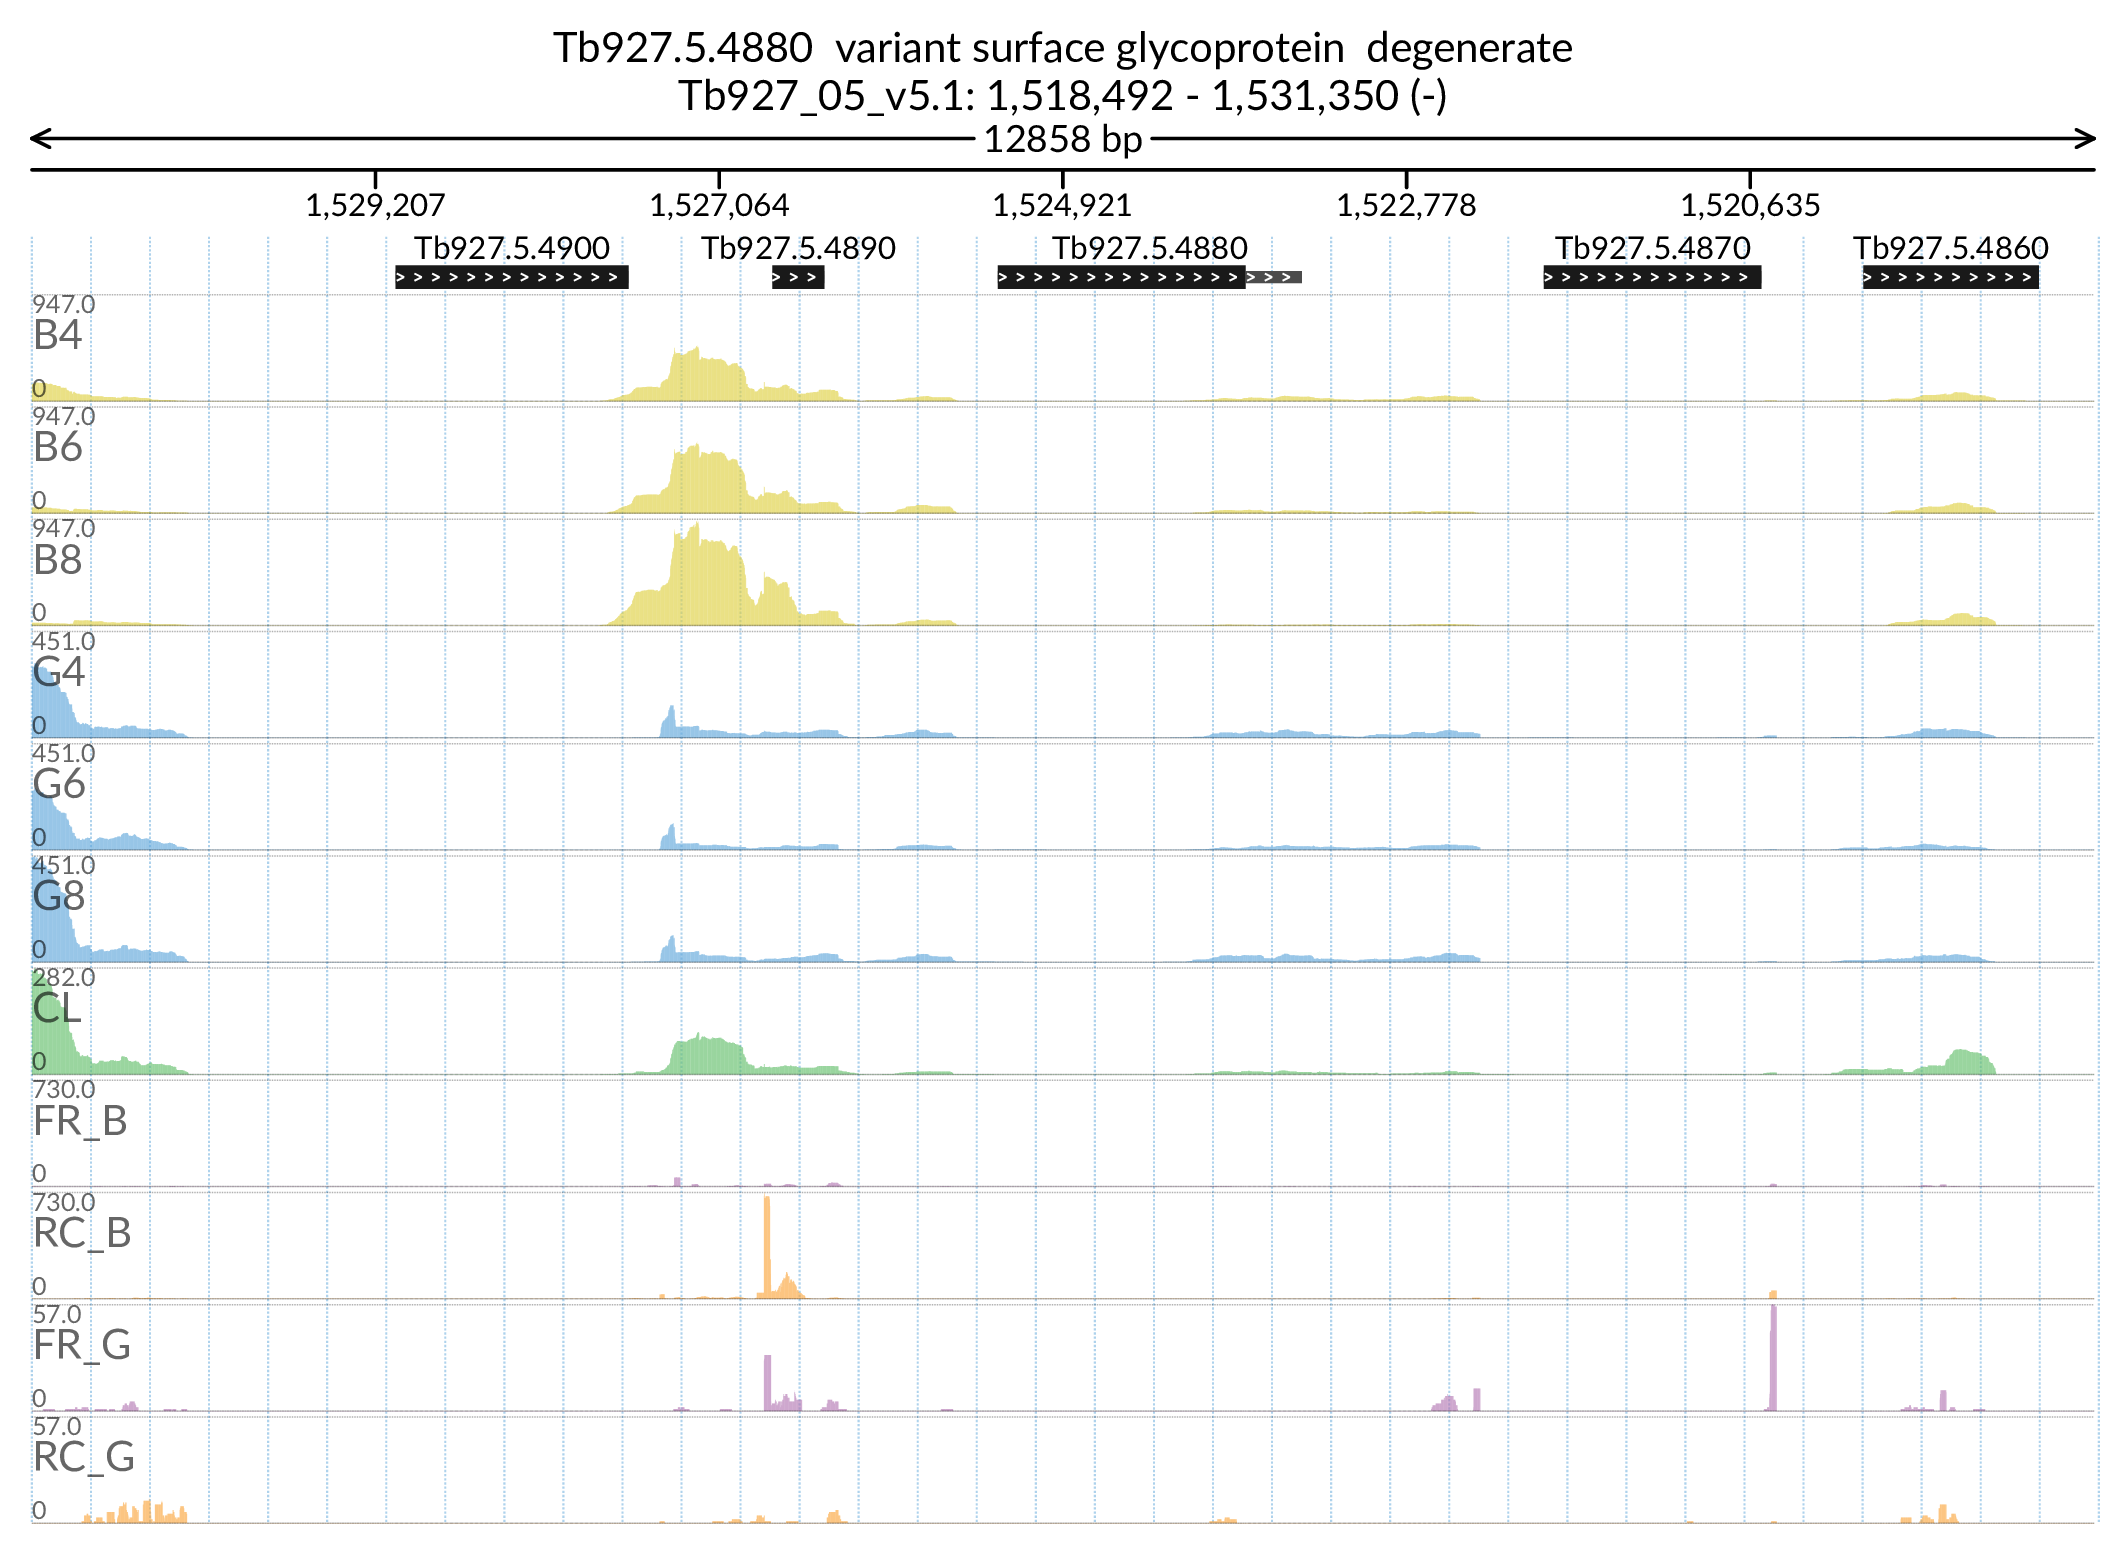 Tb927.5.4880 variant surface glycoprotein degenerate
Tb927_05_v5.1: 1,518,492 - 1,531,350 (-)
12858 bp
1,529,207 1,527,064 1,524,921 1,522,778 1,520,635
Tb927.5.4900 Tb927.5.4890 Tb927.5.4880 Tb927.5.4870 Tb927.5.4860
947.0
B4
0
947.0
B6
0
947.0
B8
0
451.0
G4
0
451.0
G6
0
451.0
G8
0
282.0
CL
0
730.0
FR_B
0
730.0
RC_B
0
57.0
FR_G
0
57.0
RC_G
0